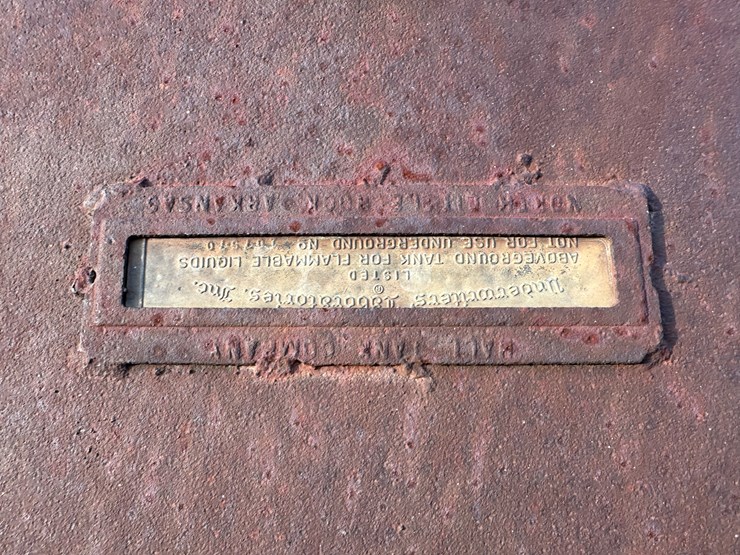 HALL TANK COMPANY
Underwriters' Laboratories, Inc.
®
LISTED
ABOVEGROUND TANK FOR FLAMMABLE LIQUIDS
NOT FOR USE UNDERGROUND Nº
NORTH LITTLE ROCK, ARKANSAS